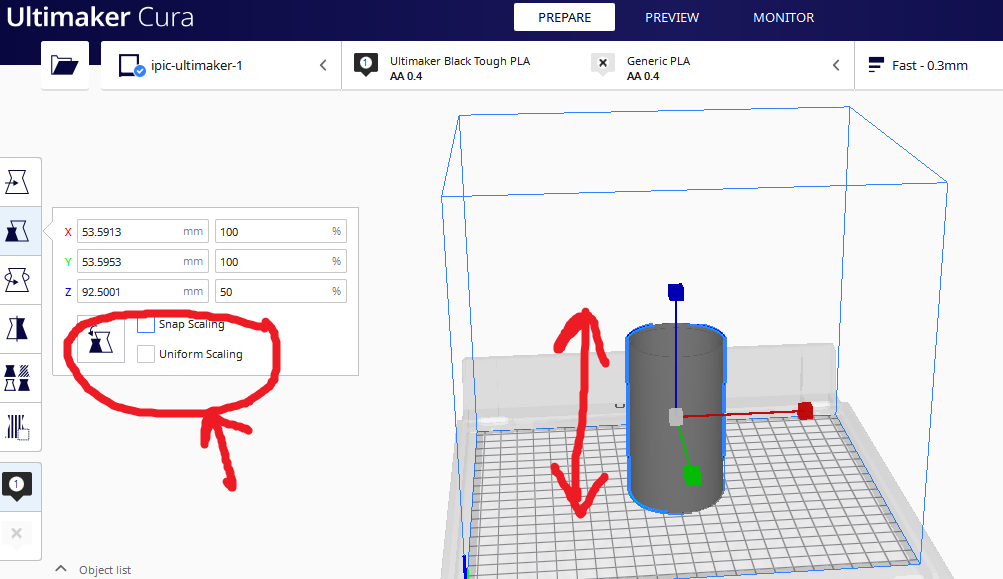 Ultimaker Cura
PREPARE PREVIEW MONITOR
ipic-ultimaker-1
1
Ultimaker Black Tough PLA
AA 0.4
Generic PLA
AA 0.4
Fast - 0.3mm
X 53.5913 mm 100 %
Y 53.5953 mm 100 %
Z 92.5001 mm 50 %
Snap Scaling
Uniform Scaling
1
Object list